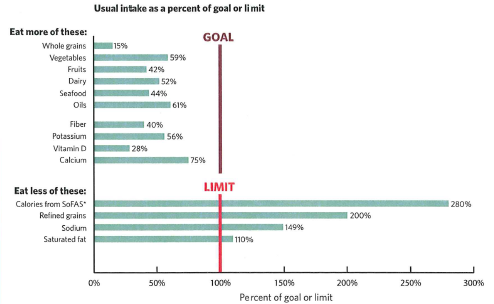 Usual intake as a percent of goal or limit
Eat more of these:
GOAL
Whole grains 15%
Vegetables 59%
Fruits 42%
Dairy 52%
Seafood 44%
Oils 61%
Fiber 40%
Potassium 56%
Vitamin D 28%
Calcium 75%
Eat less of these:
LIMIT
Calories from SoFAS* 280%
Refined grains 200%
Sodium 149%
Saturated fat 110%
0% 50% 100% 150% 200% 250% 300%
Percent of goal or limit